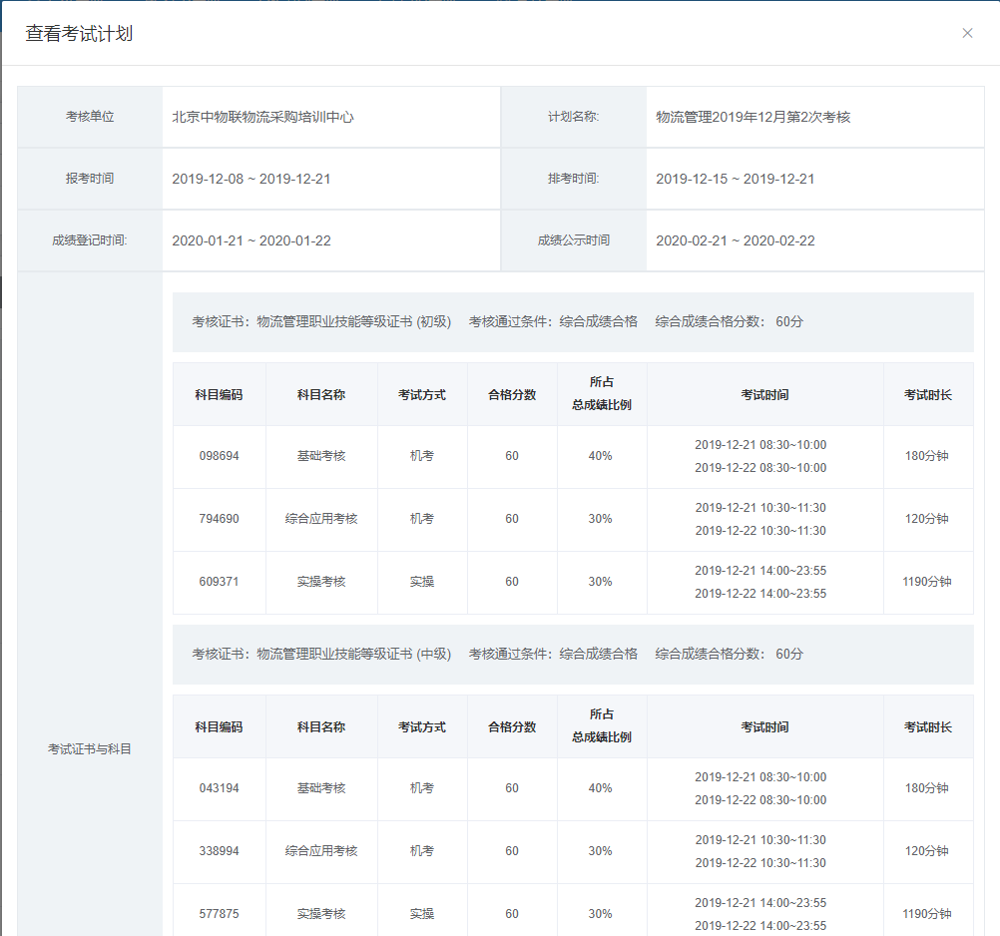 查看考试计划
考核单位 北京中物联物流采购培训中心 计划名称: 物流管理2019年12月第2次考核
报考时间 2019-12-08 ~ 2019-12-21 排考时间: 2019-12-15 ~ 2019-12-21
成绩登记时间: 2020-01-21 ~ 2020-01-22 成绩公示时间 2020-02-21 ~ 2020-02-22
考试证书与科目
考核证书：物流管理职业技能等级证书 (初级) 考核通过条件：综合成绩合格 综合成绩合格分数： 60分
科目编码 科目名称 考试方式 合格分数 所占 考试时间 考试时长
总成绩比例
098694 基础考核 机考 60 40% 2019-12-21 08:30~10:00 180分钟
2019-12-22 08:30~10:00
794690 综合应用考核 机考 60 30% 2019-12-21 10:30~11:30 120分钟
2019-12-22 10:30~11:30
609371 实操考核 实操 60 30% 2019-12-21 14:00~23:55 1190分钟
2019-12-22 14:00~23:55
考核证书：物流管理职业技能等级证书 (中级) 考核通过条件：综合成绩合格 综合成绩合格分数： 60分
科目编码 科目名称 考试方式 合格分数 所占 考试时间 考试时长
总成绩比例
043194 基础考核 机考 60 40% 2019-12-21 08:30~10:00 180分钟
2019-12-22 08:30~10:00
338994 综合应用考核 机考 60 30% 2019-12-21 10:30~11:30 120分钟
2019-12-22 10:30~11:30
577875 实操考核 实操 60 30% 2019-12-21 14:00~23:55 1190分钟
2019-12-22 14:00~23:55